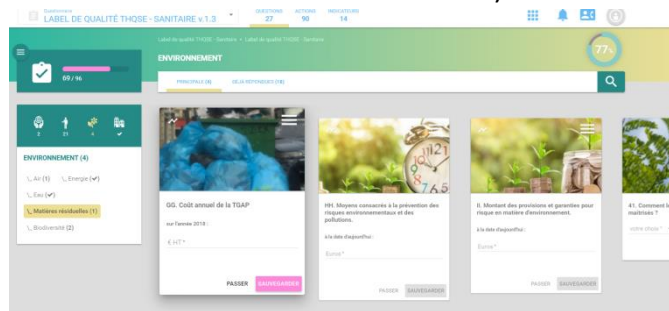 Questionnaire
LABEL DE QUALITÉ THQSE - SANITAIRE v.1.3
QUESTIONS
27
ACTIONS
90
INDICATEURS
14
Label de qualité THQSE - Sanitaire • Label de qualité THQSE - Sanitaire
ENVIRONNEMENT
77%
89 / 96
PRINCIPALE (4)
DÉJÀ RÉPONDUES (18)
2
21
4
ENVIRONNEMENT (4)
Air (1)
Energie (✔)
Eau (✔)
Matières résiduelles (1)
Biodiversité (2)
GG. Coût annuel de la TGAP
sur l'année 2018 :
€ HT *
PASSER
SAUVEGARDER
HH. Moyens consacrés à la prévention des
risques environnementaux et des
pollutions.
à la date d'aujourd'hui :
Euros *
PASSER
SAUVEGARDER
II. Montant des provisions et garanties pour
risque en matière d'environnement.
à la date d'aujourd'hui :
Euros *
PASSER
SAUVEGARDER
41. Comment
maîtrisés ?
votre choix *